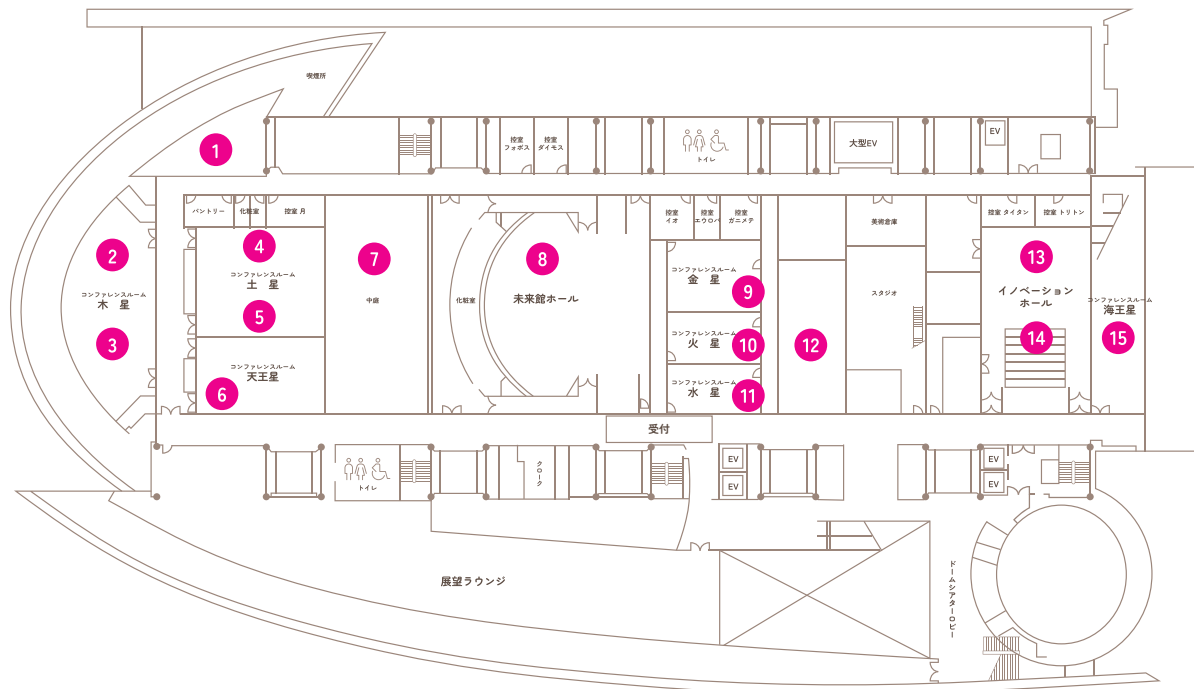 喫煙所
1
控室
フォボス
控室
ダイモス
トイレ
大型EV
EV
パントリー
化粧室
控室 月
控室
イオ
控室
エウロパ
控室
ガニメテ
美術倉庫
控室 タイタン
控室 トリトン
2
コンファレンスルーム
木 星
3
4
コンファレンスルーム
土 星
5
コンファレンスルーム
天王星
6
7
中庭
化粧室
8
未来館ホール
コンファレンスルーム
金 星
9
コンファレンスルーム
火 星
10
コンファレンスルーム
水 星
11
12
スタジオ
13
イノベーション
ホール
14
コンファレンスルーム
海王星
15
受付
トイレ
クローク
EV
EV
EV
EV
展望ラウンジ
ドームシアターロビー